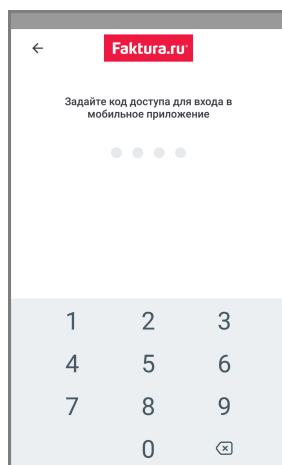 Faktura.ru
Задайте код доступа для входа в
мобильное приложение
1 2 3
4 5 6
7 8 9
0